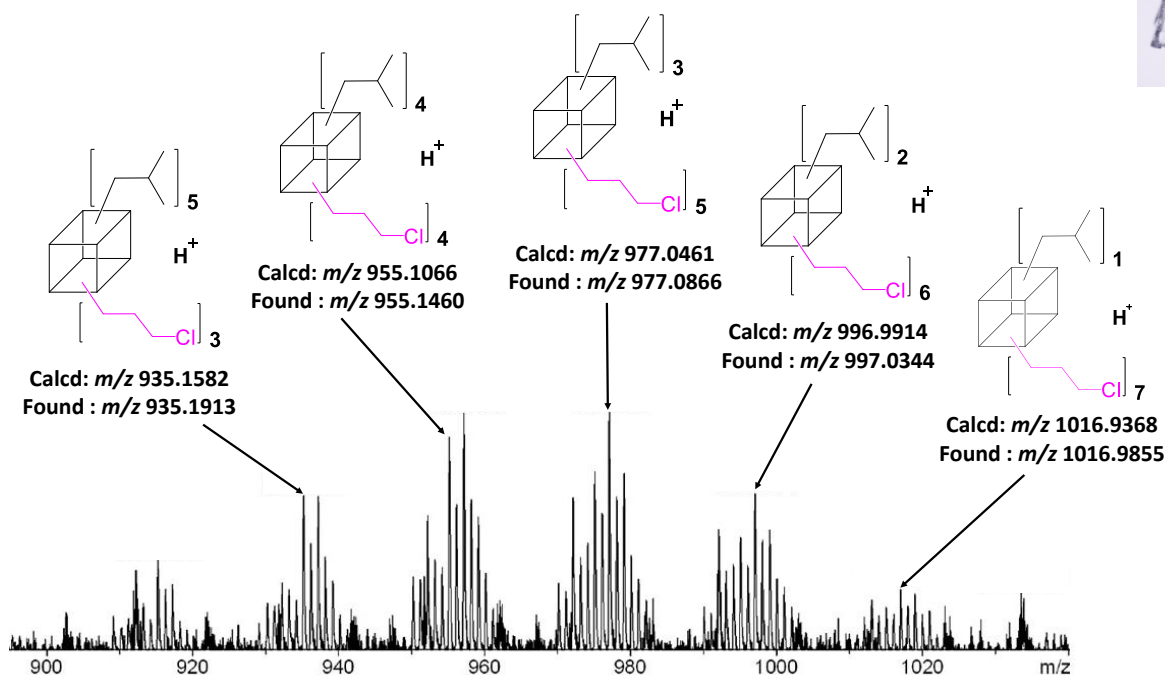 [ ] 5
H+
[ Cl ] 3
Calcd: m/z 935.1582
Found : m/z 935.1913
[ ] 4
H+
[ Cl ] 4
Calcd: m/z 955.1066
Found : m/z 955.1460
[ ] 3
H+
[ Cl ] 5
Calcd: m/z 977.0461
Found : m/z 977.0866
[ ] 2
H+
[ Cl ] 6
Calcd: m/z 996.9914
Found : m/z 997.0344
[ ] 1
H+
[ Cl ] 7
Calcd: m/z 1016.9368
Found : m/z 1016.9855
900 920 940 960 980 1000 1020 m/z